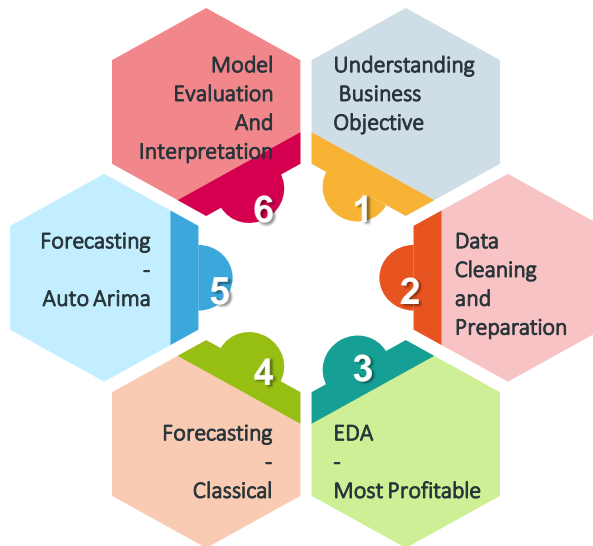 Understanding
Business
Objective
1
Data
Cleaning
and
Preparation
2
EDA
-
Most Profitable
3
Forecasting
-
Classical
4
Forecasting
-
Auto Arima
5
Model
Evaluation
And
Interpretation
6